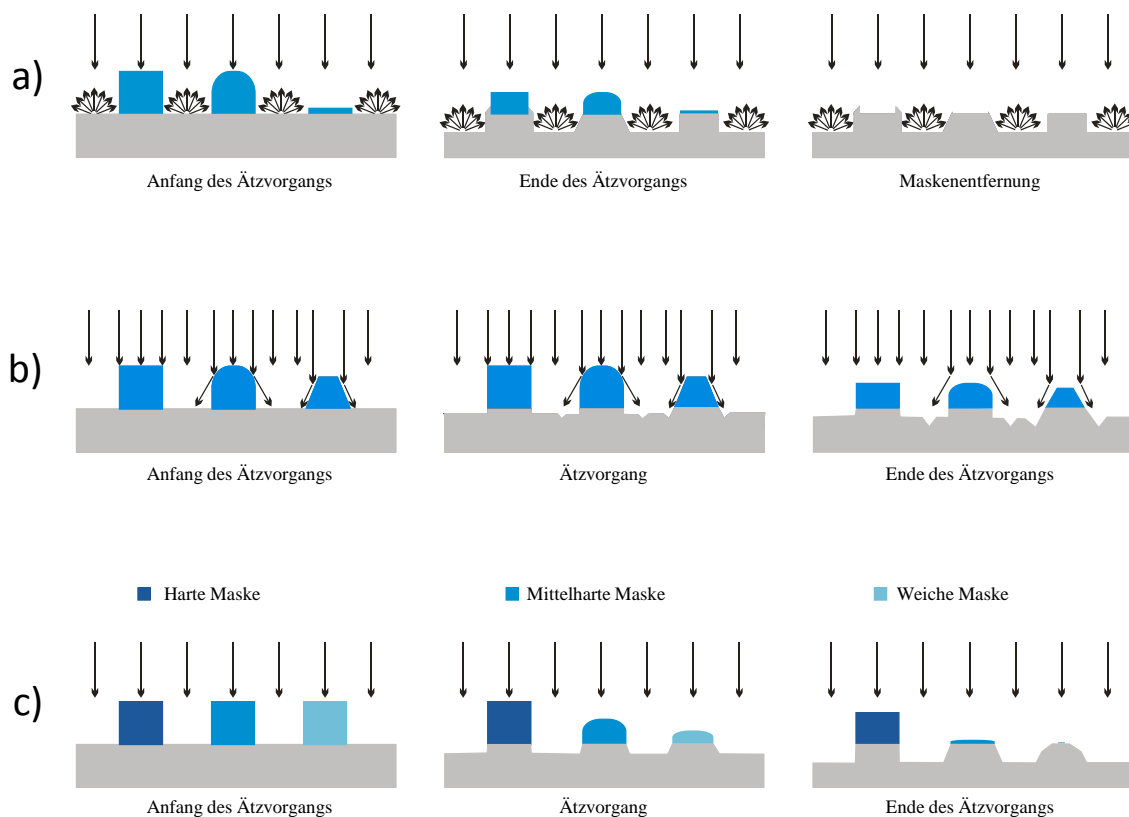 a)
Anfang des Ätzvorgangs
Ende des Ätzvorgangs
Maskenentfernung
b)
Anfang des Ätzvorgangs
Ätzvorgang
Ende des Ätzvorgangs
Harte Maske
Mittelharte Maske
Weiche Maske
c)
Anfang des Ätzvorgangs
Ätzvorgang
Ende des Ätzvorgangs